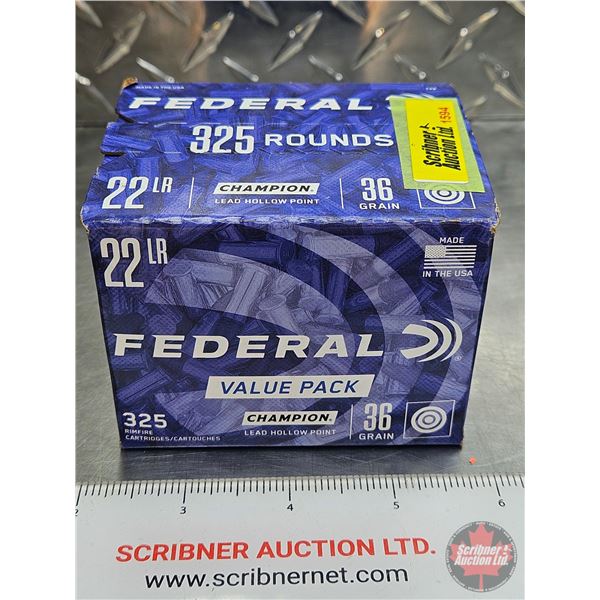 MADE IN THE USA
FEDERAL
325 ROUNDS
22 LR
CHAMPION.
LEAD HOLLOW POINT
36
GRAIN
Scribner
Auction Ltd.
1594
22 LR
MADE
IN THE USA
FEDERAL
VALUE PACK
325
RIMFIRE
CARTRIDGES/CARTOUCHES
CHAMPION.
LEAD HOLLOW POINT
36
GRAIN
2 3 4 5 6
SCRIBNER AUCTION LTD.
www.scribnernet.com
Scribner
Auction Ltd.